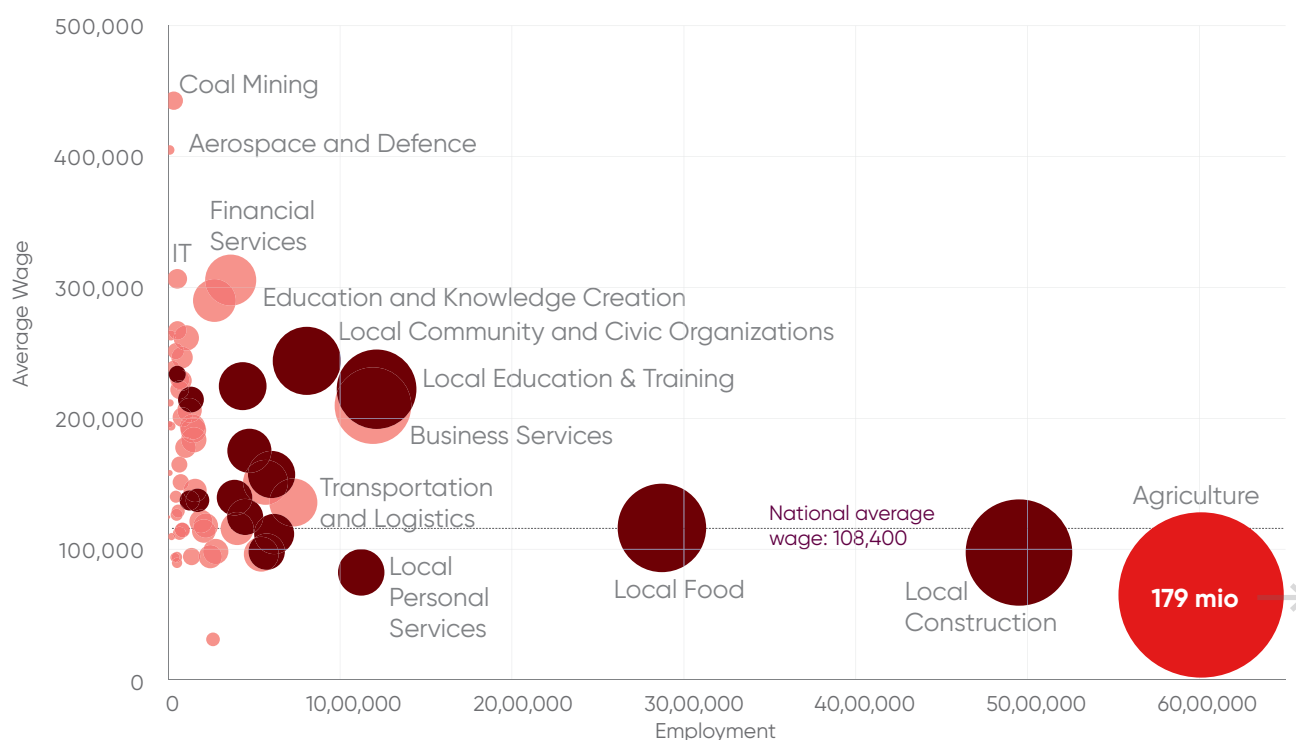 500,000
Coal Mining
Aerospace and Defence
400,000
Financial
Services
IT
300,000
Education and Knowledge Creation
Local Community and Civic Organizations
Local Education & Training
200,000
Business Services
Transportation
and Logistics
Agriculture
National average
wage: 108,400
100,000
Local
Personal
Services
Local Food
Local
Construction
179 mio
0
0
10,00,000
20,00,000
30,00,000
40,00,000
50,00,000
60,00,000
Employment
Average Wage